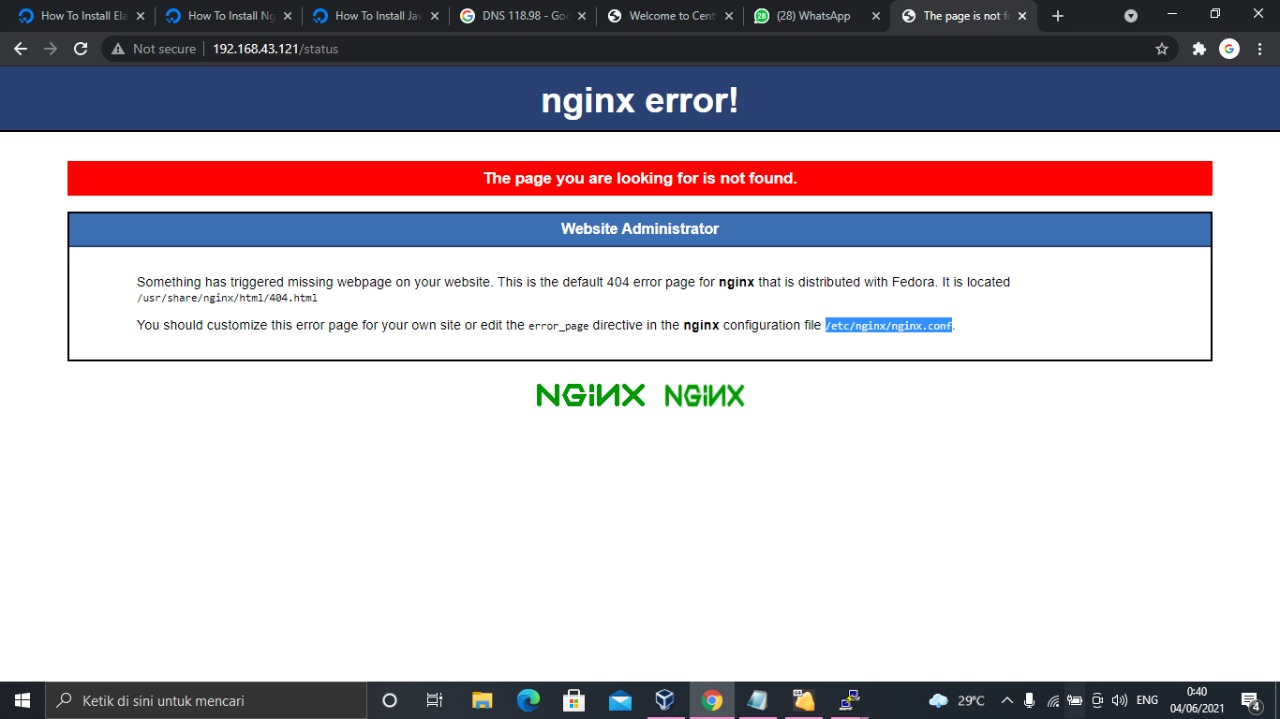 How To Install Ela
How To Install Ng
How To Install Jav
DNS 118.98 - Goo
Welcome to Cent
(28) WhatsApp
The page is not f
Not secure
192.168.43.121/status
nginx error!
The page you are looking for is not found.
Website Administrator
Something has triggered missing webpage on your website. This is the default 404 error page for nginx that is distributed with Fedora. It is located
/usr/share/nginx/html/404.html
You should customize this error page for your own site or edit the error_page directive in the nginx configuration file /etc/nginx/nginx.conf.
NGINX NGINX
Ketik di sini untuk mencari
29°C
ENG
0:40
04/06/2021
4